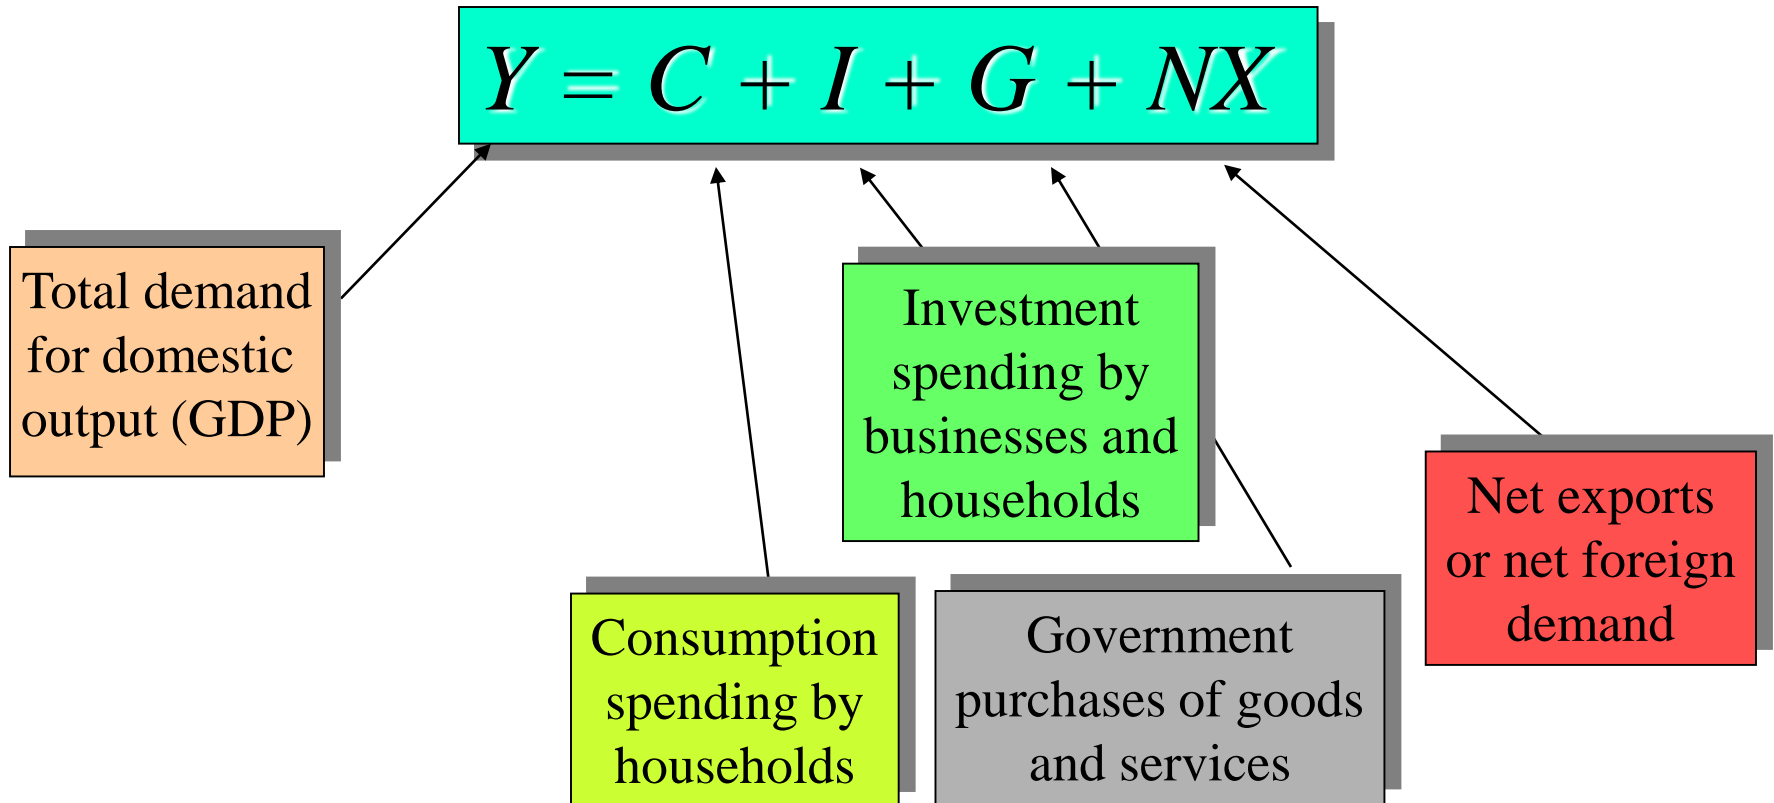 Y = C + I + G + NX
Total demand
for domestic
output (GDP)
Investment
spending by
businesses and
households
Net exports
or net foreign
demand
Consumption
spending by
households
Government
purchases of goods
and services